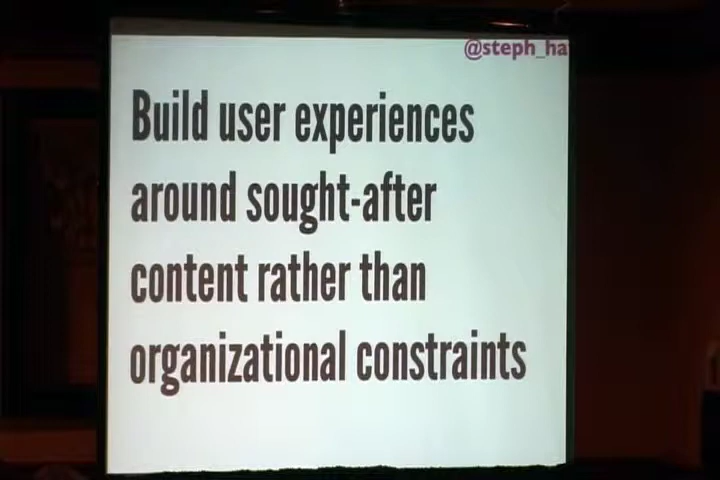 @steph_ha
Build user experiences
around sought-after
content rather than
organizational constraints